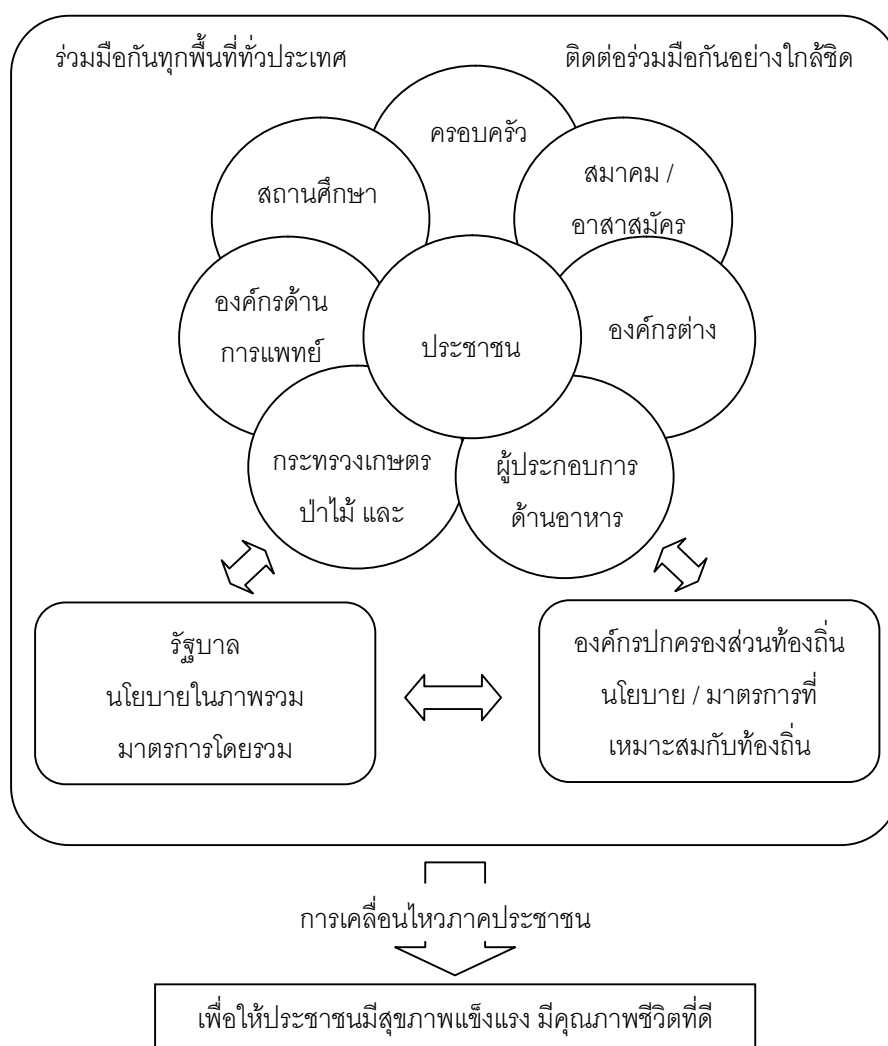 ร่วมมือกันทุกพื้นที่ทั่วประเทศ
ติดต่อร่วมมือกันอย่างใกล้ชิด
ครอบครัว
สถานศึกษา
สมาคม /
อาสาสมัคร
องค์กรด้าน
การแพทย์
ประชาชน
องค์กรต่าง
กระทรวงเกษตร
ป่าไม้ และ
ผู้ประกอบการ
ด้านอาหาร
รัฐบาล
นโยบายในภาพรวม
มาตรการโดยรวม
องค์กรปกครองส่วนท้องถิ่น
นโยบาย / มาตรการที่
เหมาะสมกับท้องถิ่น
การเคลื่อนไหวภาคประชาชน
เพื่อให้ประชาชนมีสุขภาพแข็งแรง มีคุณภาพชีวิตที่ดี